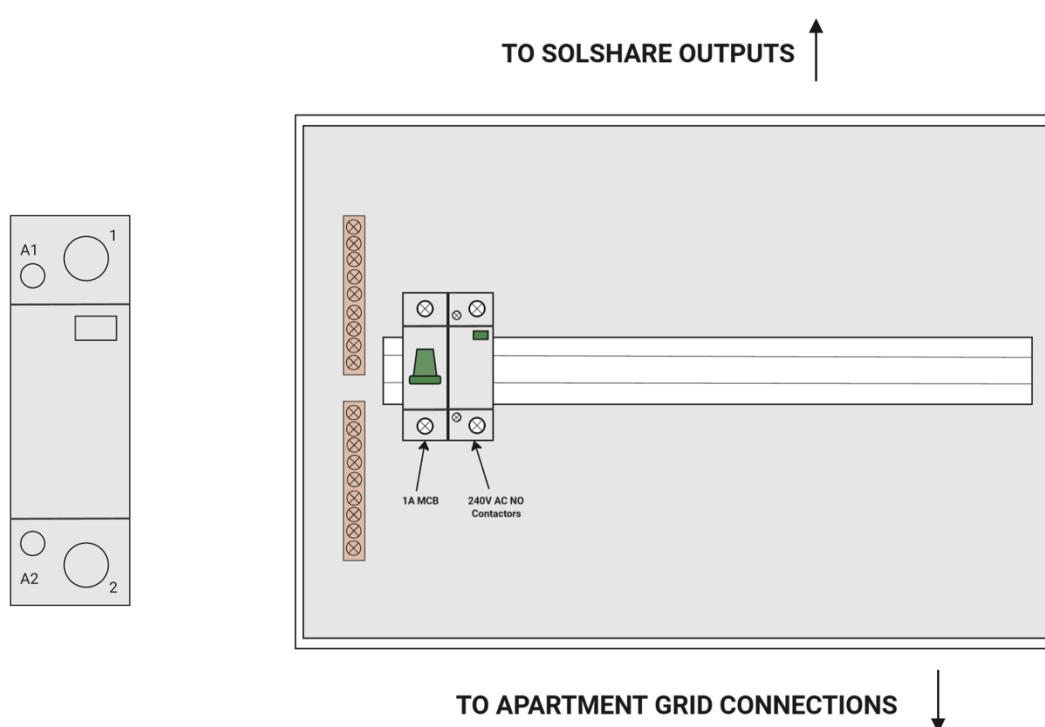 TO SOLSHARE OUTPUTS
A1
1
A2
2
1A MCB
240V AC NO
Contactors
TO APARTMENT GRID CONNECTIONS